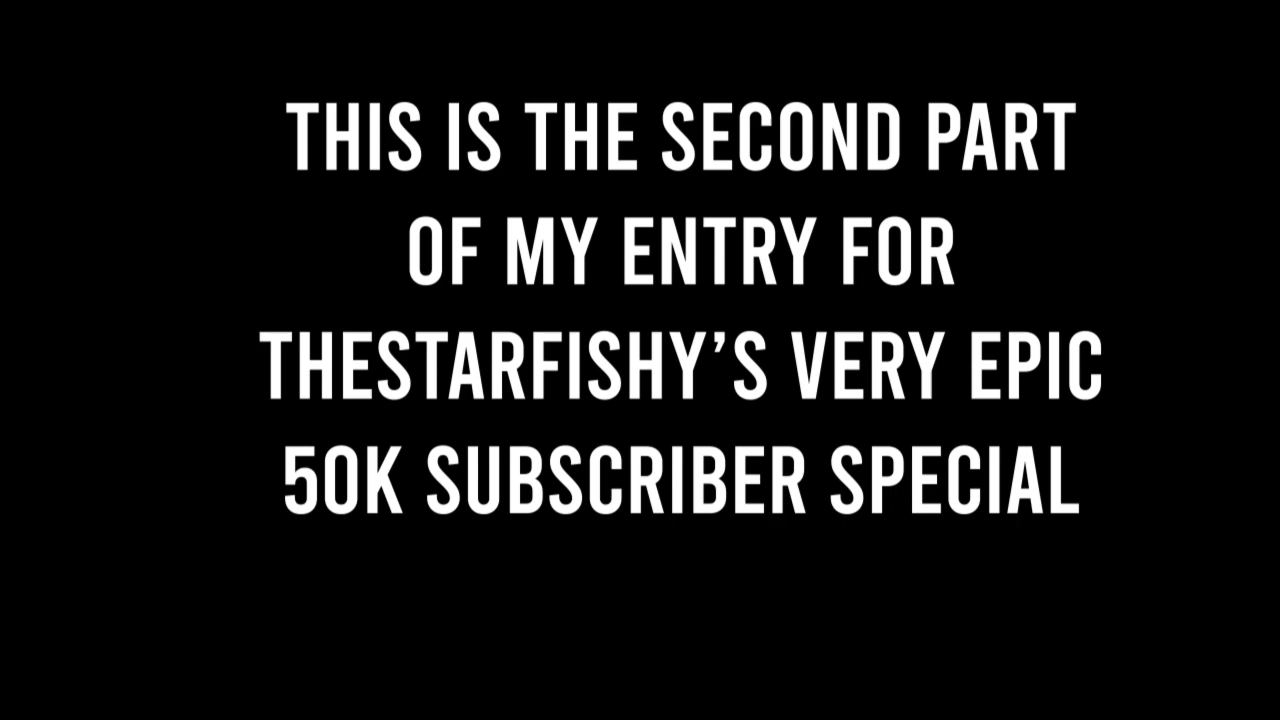 THIS IS THE SECOND PART
OF MY ENTRY FOR
THESTARFISHY’S VERY EPIC
50K SUBSCRIBER SPECIAL